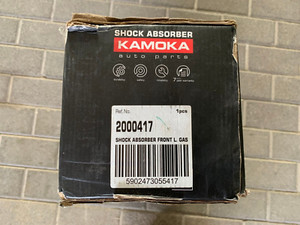 SHOCK ABSORBER
KAMOKA
auto parts
Ref. No.
1pcs
2000417
SHOCK ABSORBER FRONT L. GAS
5902473055417